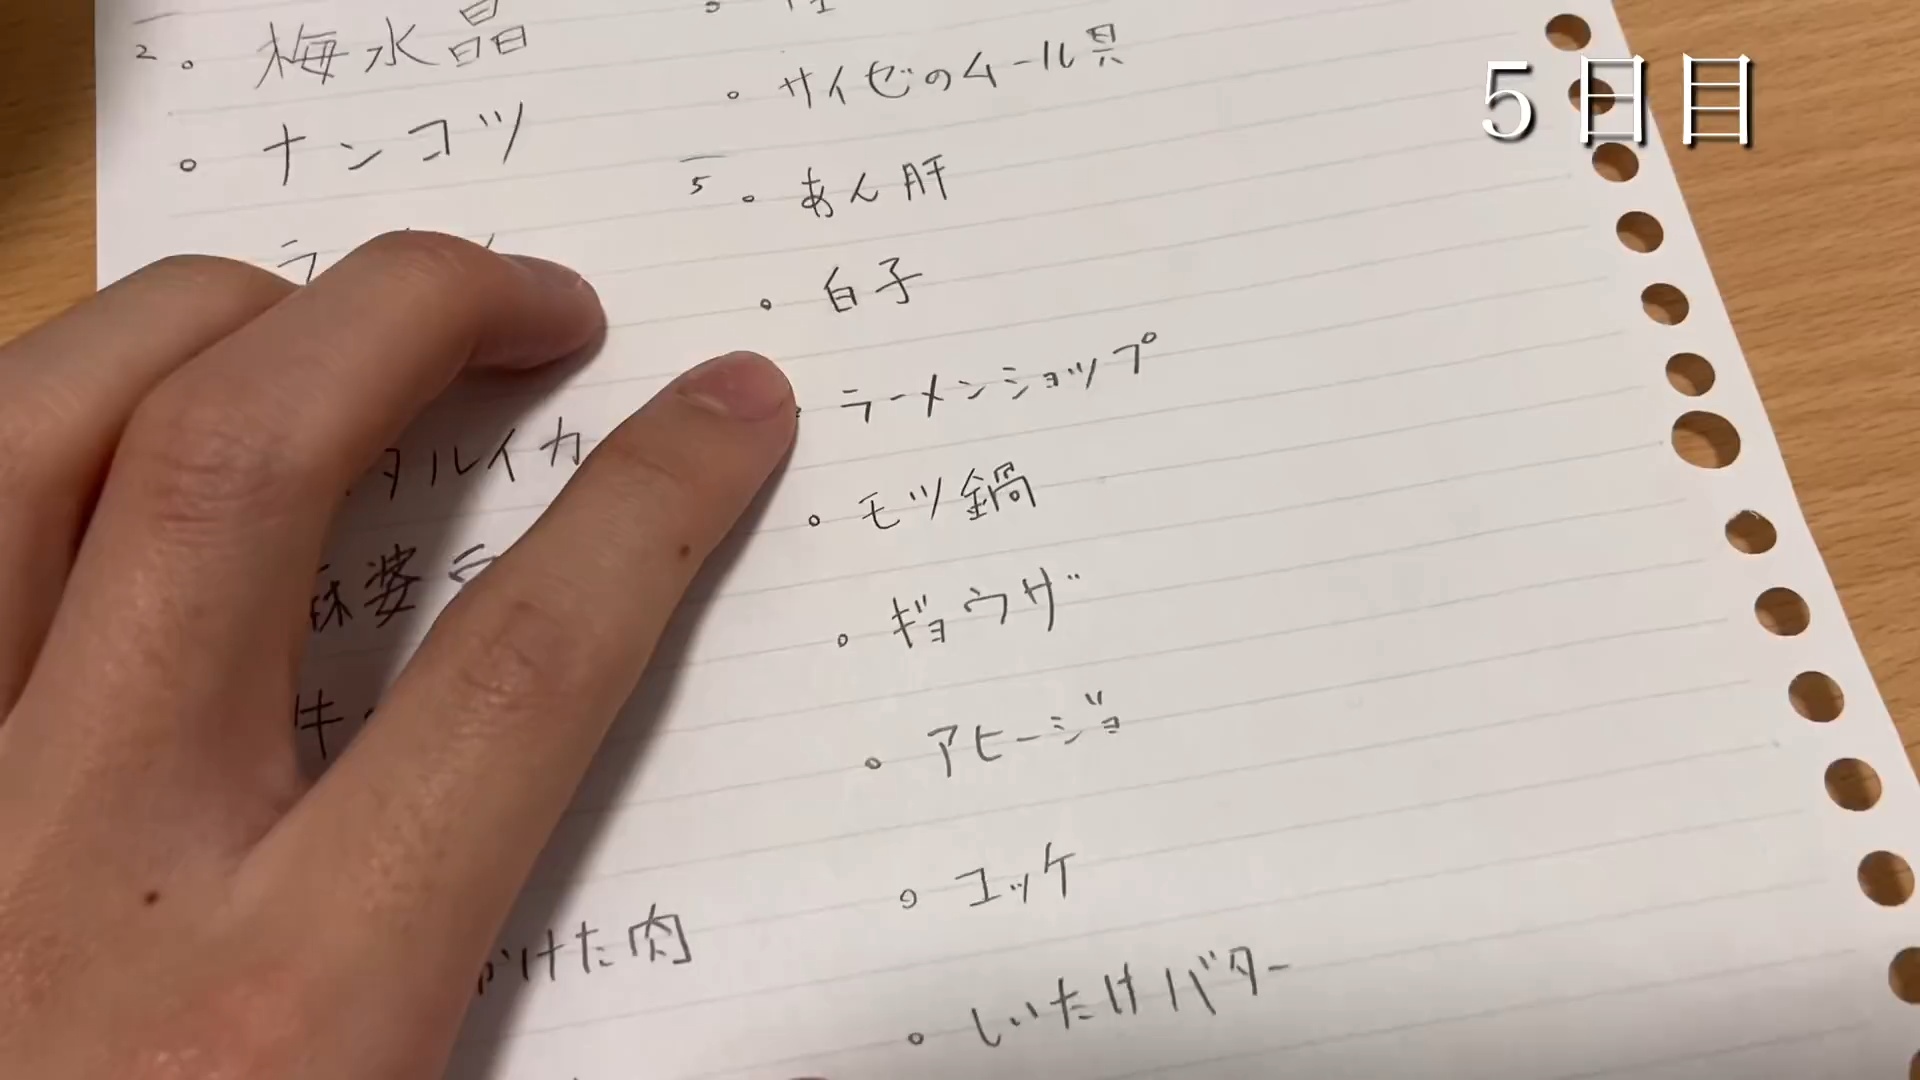 5日目
2
梅水晶
ナンコツ
タルイカ
麻婆
牛
かけた肉
サイゼのムール貝
5
あん肝
白子
ラーメンショップ
モツ鍋
ギョウザ
アヒージョ
ユッケ
しいたけバター